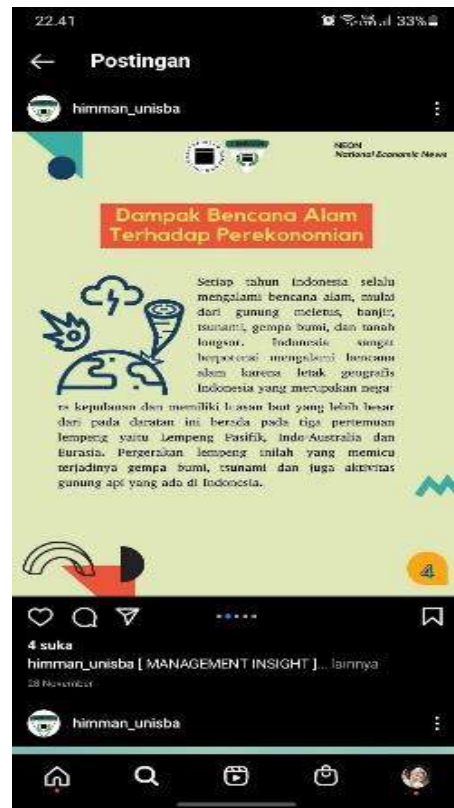 22.41
33%
Postingan
himman_unisba
NEON
National Economic News
Dampak Bencana Alam
Terhadap Perekonomian
Setiap tahun Indonesia selalu
mengalami bencana alam, mulai
dari gunung meletus, banjir,
tsunami, gempa bumi, dan tanah
longsor. Indonesia sangat
berpotensi mengalami bencana
alam karena letak geografis
Indonesia yang merupakan nega-
ra kepulauan dan memiliki luasan laut yang lebih besar
dari pada daratan ini berada pada tiga pertemuan
lempeng yaitu Lempeng Pasifik, Indo-Australia dan
Eurasia. Pergerakan lempeng inilah yang memicu
terjadinya gempa bumi, tsunami dan juga aktivitas
gunung api yang ada di Indonesia.
4
4 suka
himman_unisba [ MANAGEMENT INSIGHT ]... lainnya
28 November
himman_unisba